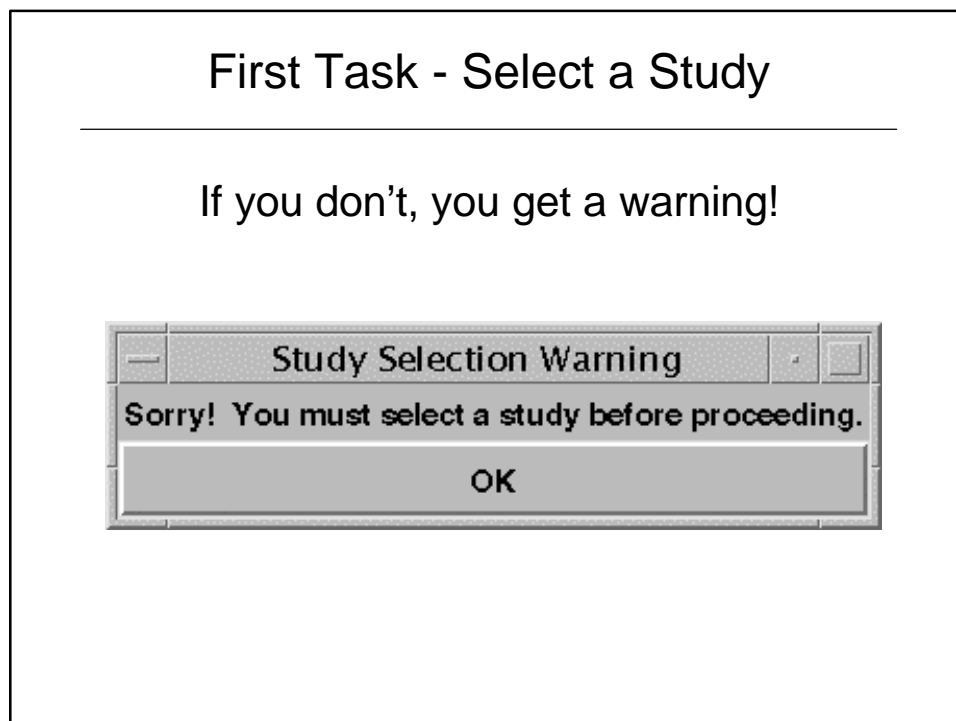 First Task - Select a Study
If you don’t, you get a warning!
Study Selection Warning
Sorry!  You must select a study before proceeding.
OK